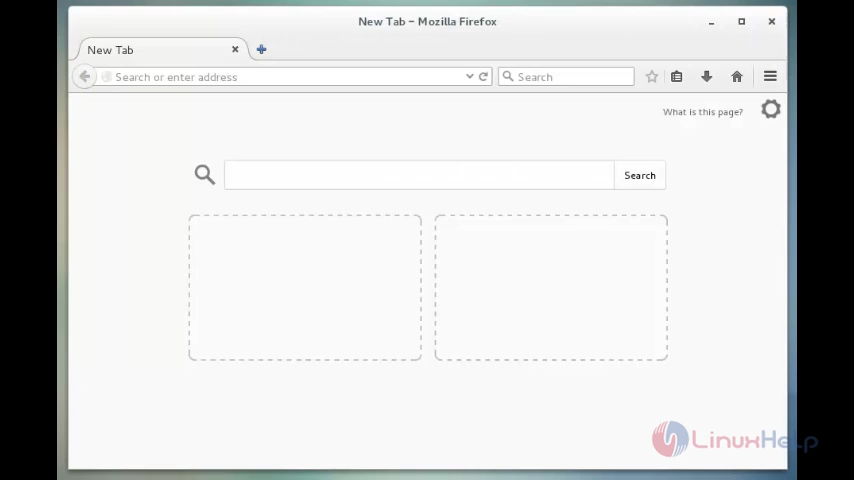 New Tab – Mozilla Firefox
New Tab
Search or enter address
Search
What is this page?
Search
LinuxHelp